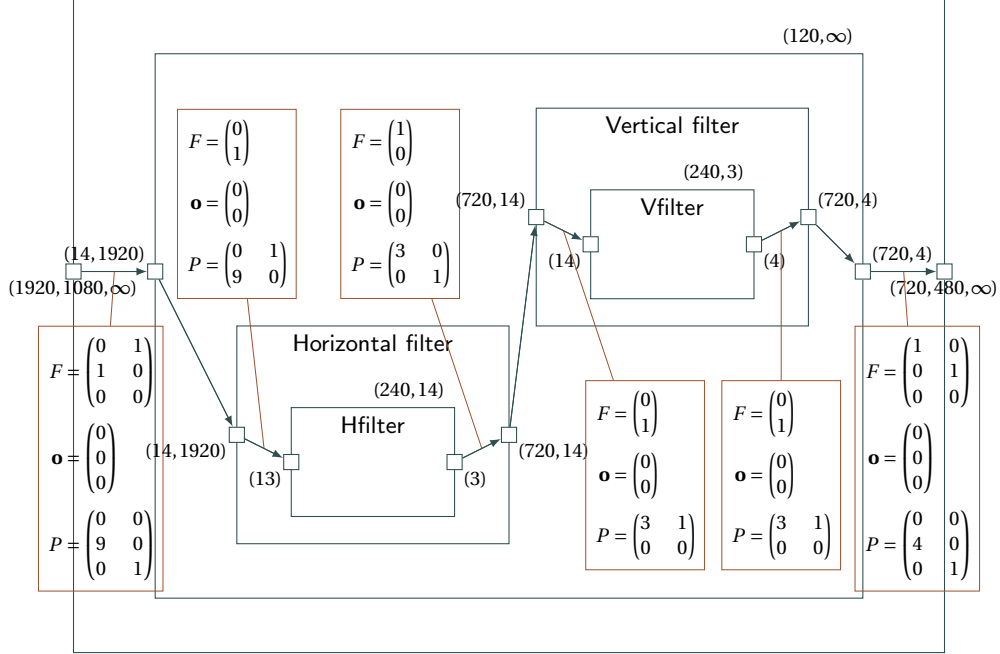 (120,∞)
F = (0 1)
o = (0 0)
P = (0 1 9 0)
F = (1 0)
o = (0 0)
P = (3 0 0 1)
Vertical filter
(240,3)
Vfilter
(720,14)
(720,4)
(14)
(4)
(14,1920)
(1920,1080,∞)
(720,4)
(720,480,∞)
Horizontal filter
(240,14)
Hfilter
(14,1920)
(13)
(3)
(720,14)
F = (0 1 1 0 0 0)
o = (0 0 0)
P = (0 0 9 0 0 1)
F = (0 1)
o = (0 0)
P = (3 1 0 0)
F = (0 1)
o = (0 0)
P = (3 1 0 0)
F = (1 0 0 1 0 0)
o = (0 0 0)
P = (0 0 4 0 0 1)